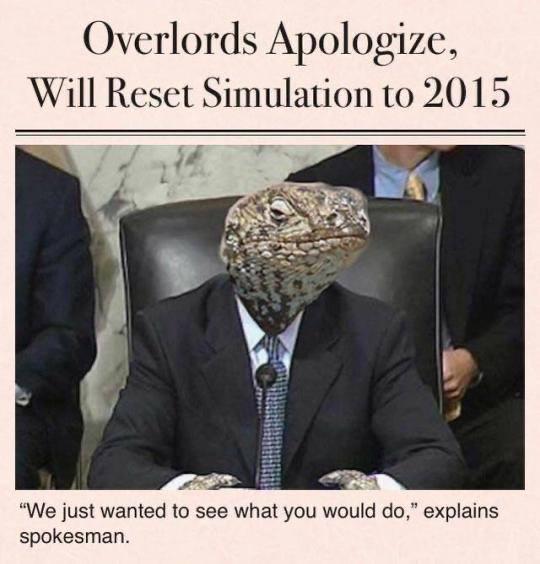 Overlords Apologize,
Will Reset Simulation to 2015
“We just wanted to see what you would do,” explains
spokesman.